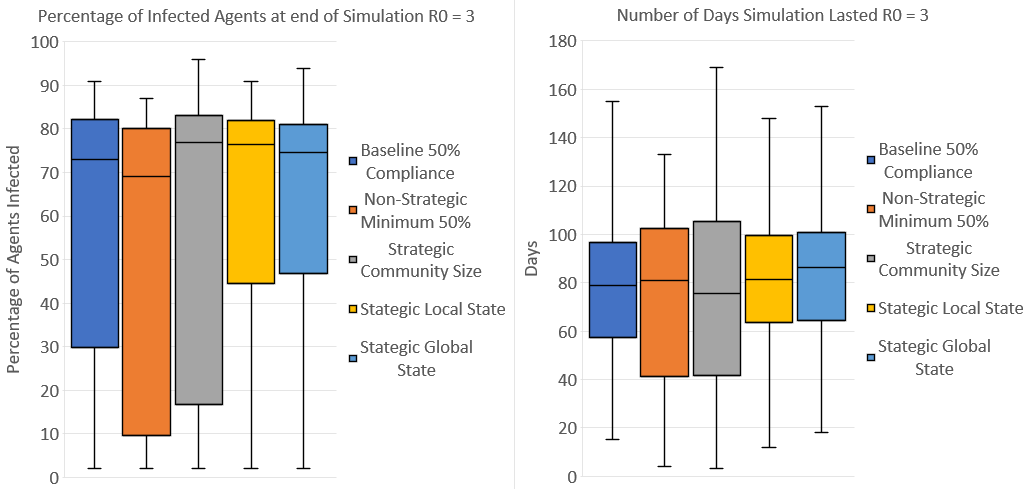 Percentage of Infected Agents at end of Simulation R0 = 3
Percentage of Agents Infected
100
90
80
70
60
50
40
30
20
10
0
Baseline 50%
Compliance
Non-Strategic
Minimum 50%
Strategic
Community Size
Stategic Local State
Stategic Global
State
Number of Days Simulation Lasted R0 = 3
Days
180
160
140
120
100
80
60
40
20
0
Baseline 50%
Compliance
Non-Strategic
Minimum 50%
Strategic
Community Size
Stategic Local State
Stategic Global
State